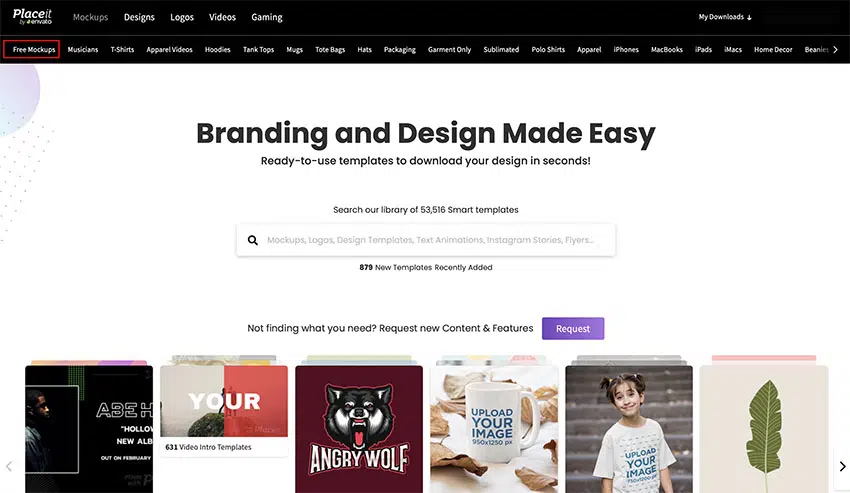 Placeit
by envato
Mockups Designs Logos Videos Gaming
My Downloads
Free Mockups Musicians T-Shirts Apparel Videos Hoodies Tank Tops Mugs Tote Bags Hats Packaging Garment Only Sublimated Polo Shirts Apparel iPhones MacBooks iPads iMacs Home Decor Beanies
Branding and Design Made Easy
Ready-to-use templates to download your design in seconds!
Search our library of 53,516 Smart templates
Mockups, Logos, Design Templates, Text Animations, Instagram Stories, Flyers...
879 New Templates Recently Added
Not finding what you need? Request new Content & Features
Request
ABE H
"HOLLOW
NEW ALB
OUT ON FEBRUARY
YOUR
Placeit
631 Video Intro Templates
ANGRY WOLF
UPLOAD
YOUR
IMAGE
950x1250 px
UPLOAD
YOUR
IMAGE